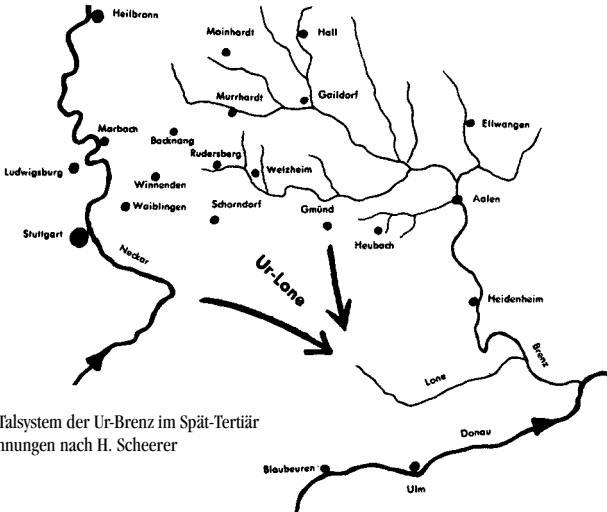 Heilbronn
Mainhardt
Hall
Murrhardt
Gaildorf
Marbach
Backnang
Ellwangen
Ludwigsburg
Rudersberg
Welzheim
Winnenden
Waiblingen
Schorndorf
Gmünd
Aalen
Stuttgart
Heubach
Neckar
Ur-Lone
Heidenheim
Brenz
Lone
Talsystem der Ur-Brenz im Spät-Tertiär
nnungen nach H. Scheerer
Donau
Blaubeuren
Ulm